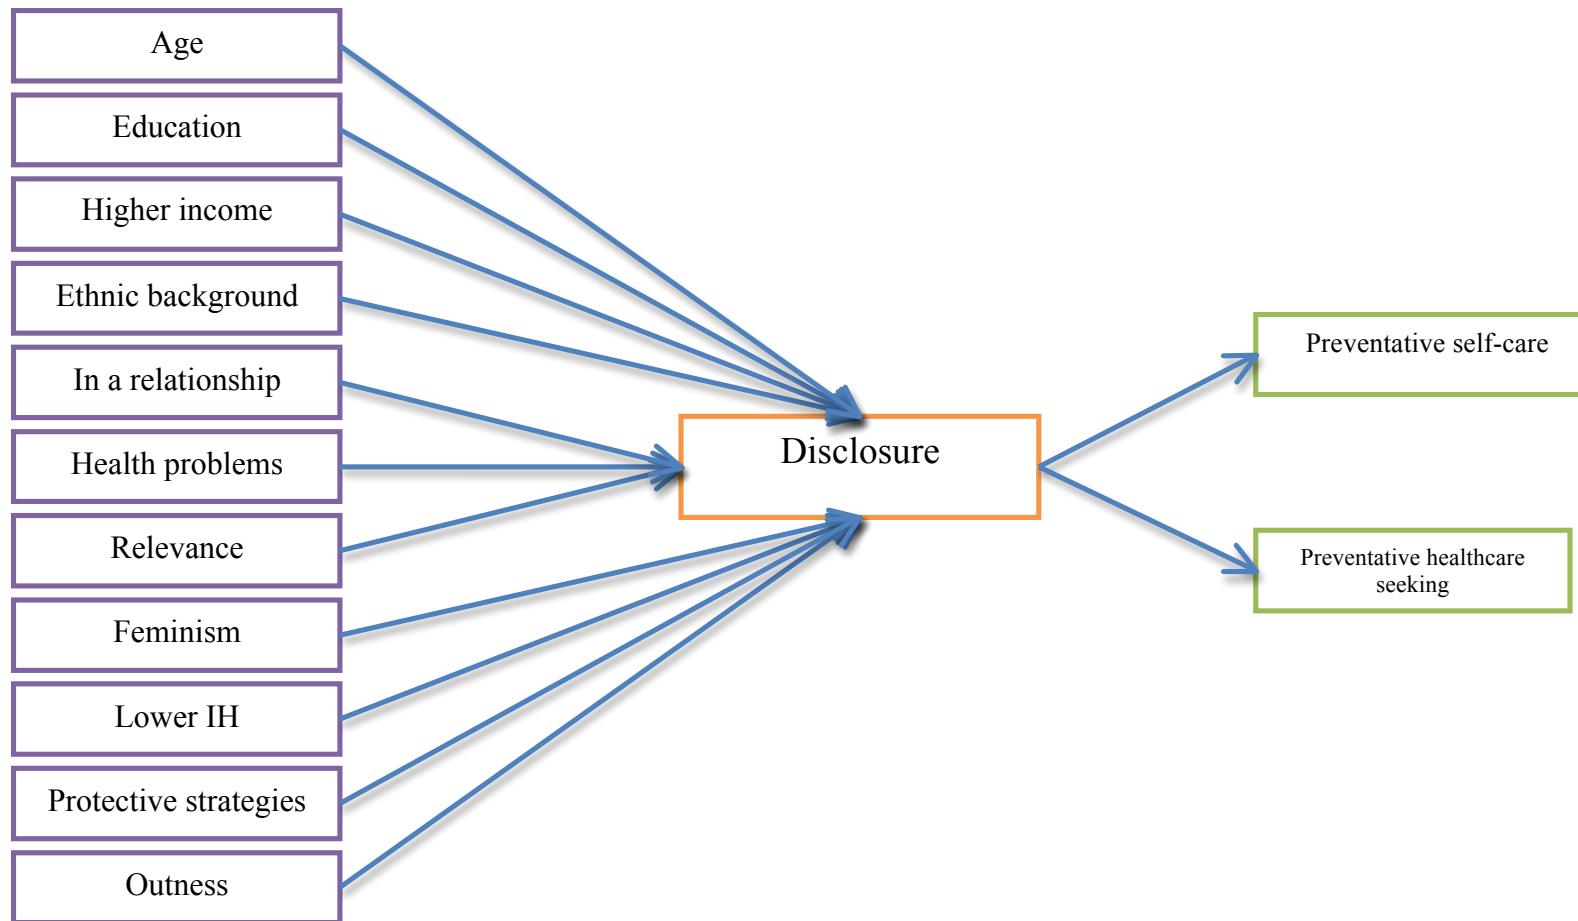 Age
Education
Higher income
Ethnic background
In a relationship
Health problems
Relevance
Feminism
Lower IH
Protective strategies
Outness
Disclosure
Preventative self-care
Preventative healthcare
seeking